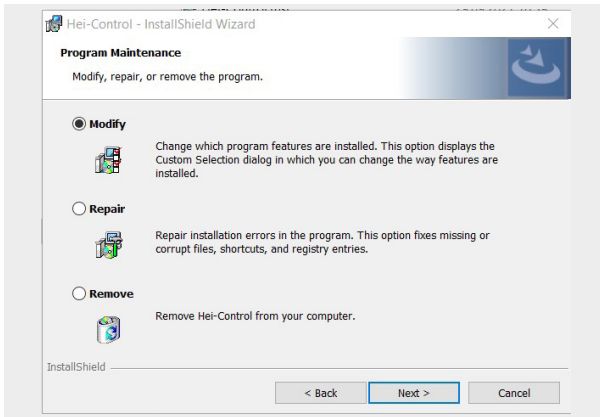 Hei-Control - InstallShield Wizard
Program Maintenance
Modify, repair, or remove the program.
Modify
Change which program features are installed. This option displays the
Custom Selection dialog in which you can change the way features are
installed.
Repair
Repair installation errors in the program. This option fixes missing or
corrupt files, shortcuts, and registry entries.
Remove
Remove Hei-Control from your computer.
InstallShield
< Back Next > Cancel